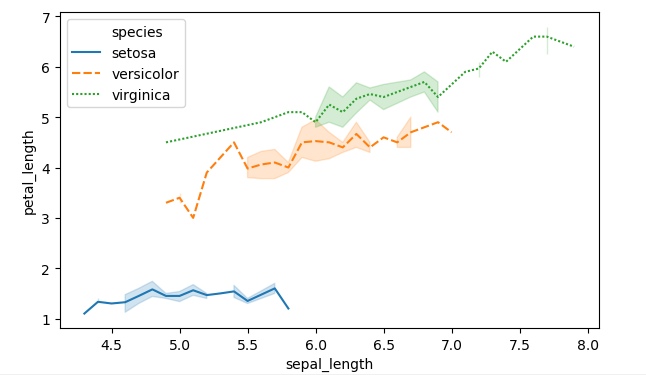 species
setosa
versicolor
virginica
7
6
5
4
3
2
1
petal_length
4.5 5.0 5.5 6.0 6.5 7.0 7.5 8.0
sepal_length